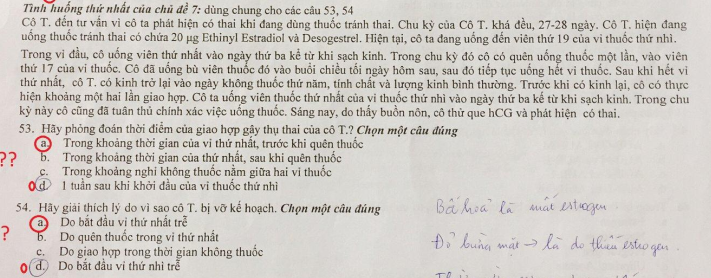 Tình huống thứ nhất của chủ đề 7: dùng chung cho các câu 53, 54
Cô T. đến tư vấn vì cô ta phát hiện có thai khi đang dùng thuốc tránh thai. Chu kỳ của Cô T. khá đều, 27-28 ngày. Cô T. hiện đang
uống thuốc tránh thai có chứa 20 µg Ethinyl Estradiol và Desogestrel. Hiện tại, cô ta đang uống đến viên thứ 19 của vỉ thuốc thứ nhì.
Trong vỉ đầu, cô uống viên thứ nhất vào ngày thứ ba kể từ khi sạch kinh. Trong chu kỳ đó cô có quên uống thuốc một lần, vào viên
thứ 17 của vỉ thuốc. Cô đã uống bù viên thuốc đó vào buổi chiều tối ngày hôm sau, sau đó tiếp tục uống hết vỉ thuốc. Sau khi hết vỉ
thứ nhất, cô T. có kinh trở lại vào ngày không thuốc thứ năm, tính chất và lượng kinh bình thường. Trước khi có kinh lại, cô có thực
hiện khoảng một hai lần giao hợp. Cô ta uống viên thuốc thứ nhất của vỉ thuốc thứ nhì vào ngày thứ ba kể từ khi sạch kinh. Trong chu
kỳ này cô cũng đã tuân thủ chính xác việc uống thuốc. Sáng nay, do thấy buồn nôn, cô thử que hCG và phát hiện có thai.
53. Hãy phỏng đoán thời điểm của giao hợp gây thụ thai của cô T.? Chọn một câu đúng
a. Trong khoảng thời gian của vỉ thứ nhất, trước khi quên thuốc
?? b. Trong khoảng thời gian của thứ nhất, sau khi quên thuốc
c. Trong khoảng nghỉ không thuốc nằm giữa hai vỉ thuốc
d. 1 tuần sau khi khởi đầu của vỉ thuốc thứ nhì
54. Hãy giải thích lý do vì sao cô T. bị vỡ kế hoạch. Chọn một câu đúng
a. Do bắt đầu vỉ thứ nhất trễ
? b. Do quên thuốc trong vỉ thứ nhất
c. Do giao hợp trong thời gian không thuốc
d. Do bắt đầu vỉ thứ nhì trễ
là mất estrogen
→ là do thiếu estrogen.